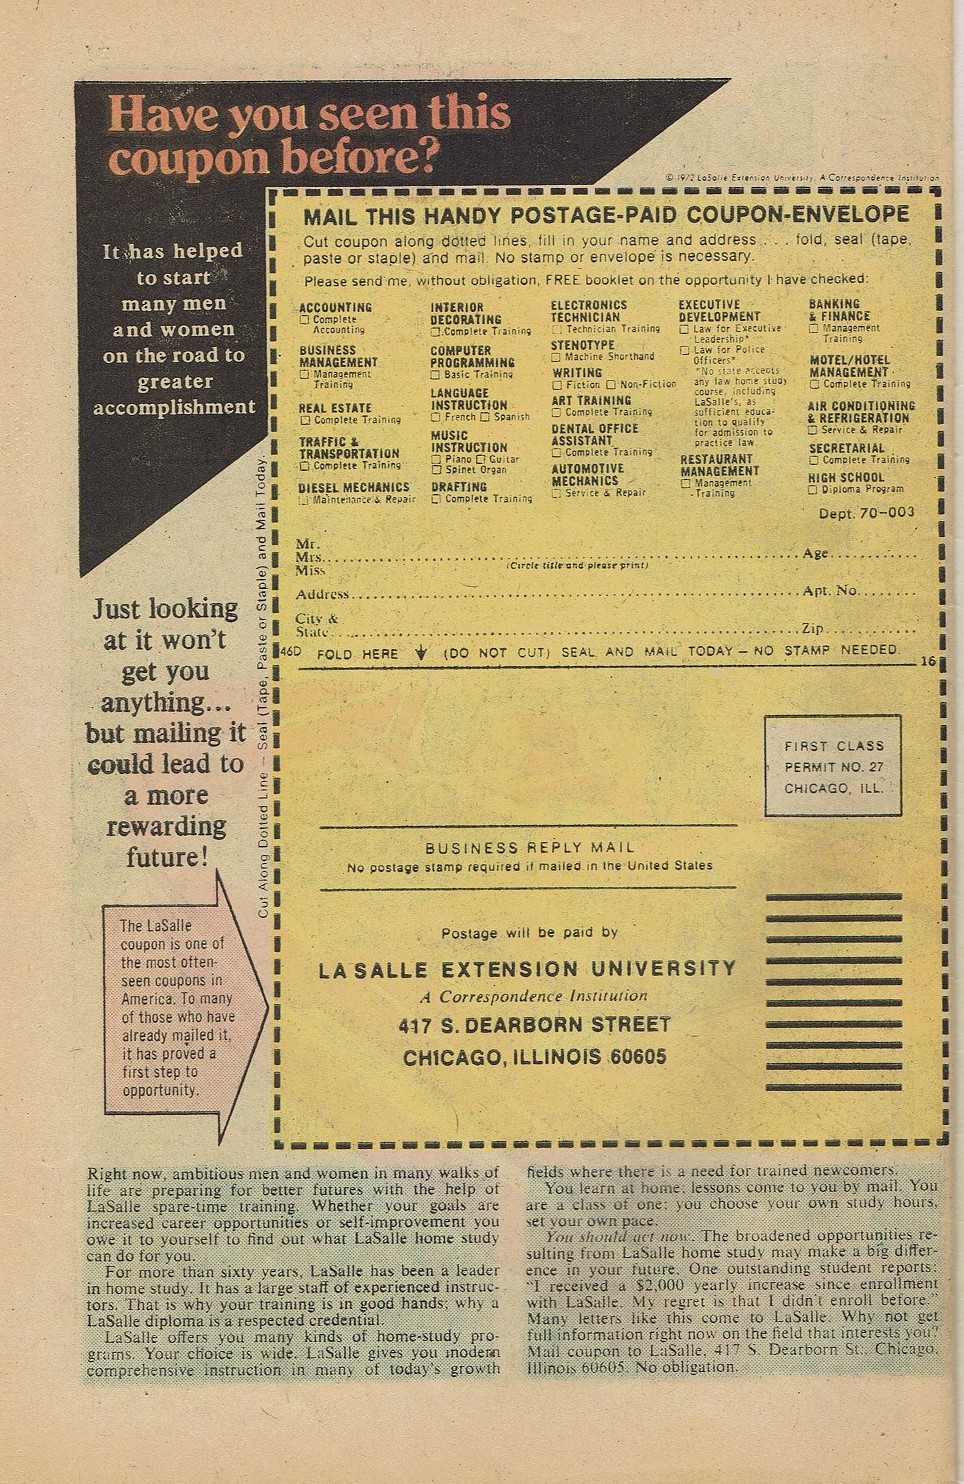 Have you seen this
coupon before?
© 1972 LaSalle Extension University. A Correspondence Institution
It has helped
to start
many men
and women
on the road to
greater
accomplishment
Just looking
at it won't
get you
anything...
but mailing it
could lead to
a more
rewarding
future!
The LaSalle
coupon is one of
the most often-
seen coupons in
America. To many
of those who have
already mailed it,
it has proved a
first step to
opportunity.
Cut Along Dotted Line — Seal (Tape, Paste or Staple) and Mail Today.
MAIL THIS HANDY POSTAGE-PAID COUPON-ENVELOPE
Cut coupon along dotted lines, fill in your name and address . . . fold, seal (tape,
paste or staple) and mail. No stamp or envelope is necessary.
Please send me, without obligation, FREE booklet on the opportunity I have checked:
ACCOUNTING
☐ Complete
Accounting
BUSINESS
MANAGEMENT
☐ Management
Training
REAL ESTATE
☐ Complete Training
TRAFFIC &
TRANSPORTATION
☐ Complete Training
DIESEL MECHANICS
☐ Maintenance & Repair
INTERIOR
DECORATING
☐ Complete Training
COMPUTER
PROGRAMMING
☐ Basic Training
LANGUAGE
INSTRUCTION
☐ French ☐ Spanish
MUSIC
INSTRUCTION
☐ Piano ☐ Guitar
☐ Spinet Organ
DRAFTING
☐ Complete Training
ELECTRONICS
TECHNICIAN
☐ Technician Training
STENOTYPE
☐ Machine Shorthand
WRITING
☐ Fiction ☐ Non-Fiction
ART TRAINING
☐ Complete Training
DENTAL OFFICE
ASSISTANT
☐ Complete Training
AUTOMOTIVE
MECHANICS
☐ Service & Repair
EXECUTIVE
DEVELOPMENT
☐ Law for Executive
Leadership*
☐ Law for Police
Officers*
*No state accepts
any law home study
course, including
LaSalle's, as
sufficient educa-
tion to qualify
for admission to
practice law
RESTAURANT
MANAGEMENT
☐ Management
Training
BANKING
& FINANCE
☐ Management
Training
MOTEL/HOTEL
MANAGEMENT
☐ Complete Training
AIR CONDITIONING
& REFRIGERATION
☐ Service & Repair
SECRETARIAL
☐ Complete Training
HIGH SCHOOL
☐ Diploma Program
Dept. 70-003
Mr.
Mrs. Age
Miss (Circle title and please print)
Address Apt. No.
City &
State Zip
46D FOLD HERE (DO NOT CUT) SEAL AND MAIL TODAY — NO STAMP NEEDED.
16
FIRST CLASS
PERMIT NO. 27
CHICAGO, ILL.
BUSINESS REPLY MAIL
No postage stamp required if mailed in the United States
Postage will be paid by
LA SALLE EXTENSION UNIVERSITY
A Correspondence Institution
417 S. DEARBORN STREET
CHICAGO, ILLINOIS 60605
Right now, ambitious men and women in many walks of
life are preparing for better futures with the help of
LaSalle spare-time training. Whether your goals are
increased career opportunities or self-improvement you
owe it to yourself to find out what LaSalle home study
can do for you.
For more than sixty years, LaSalle has been a leader
in home study. It has a large staff of experienced instruc-
tors. That is why your training is in good hands; why a
LaSalle diploma is a respected credential.
LaSalle offers you many kinds of home-study pro-
grams. Your choice is wide. LaSalle gives you modern
comprehensive instruction in many of today's growth
fields where there is a need for trained newcomers.
You learn at home; lessons come to you by mail. You
are a class of one; you choose your own study hours,
set your own pace.
You should act now. The broadened opportunities re-
sulting from LaSalle home study may make a big differ-
ence in your future. One outstanding student reports:
"I received a $2,000 yearly increase since enrollment
with LaSalle. My regret is that I didn't enroll before."
Many letters like this come to LaSalle. Why not get
full information right now on the field that interests you?
Mail coupon to LaSalle, 417 S. Dearborn St., Chicago,
Illinois 60605. No obligation.